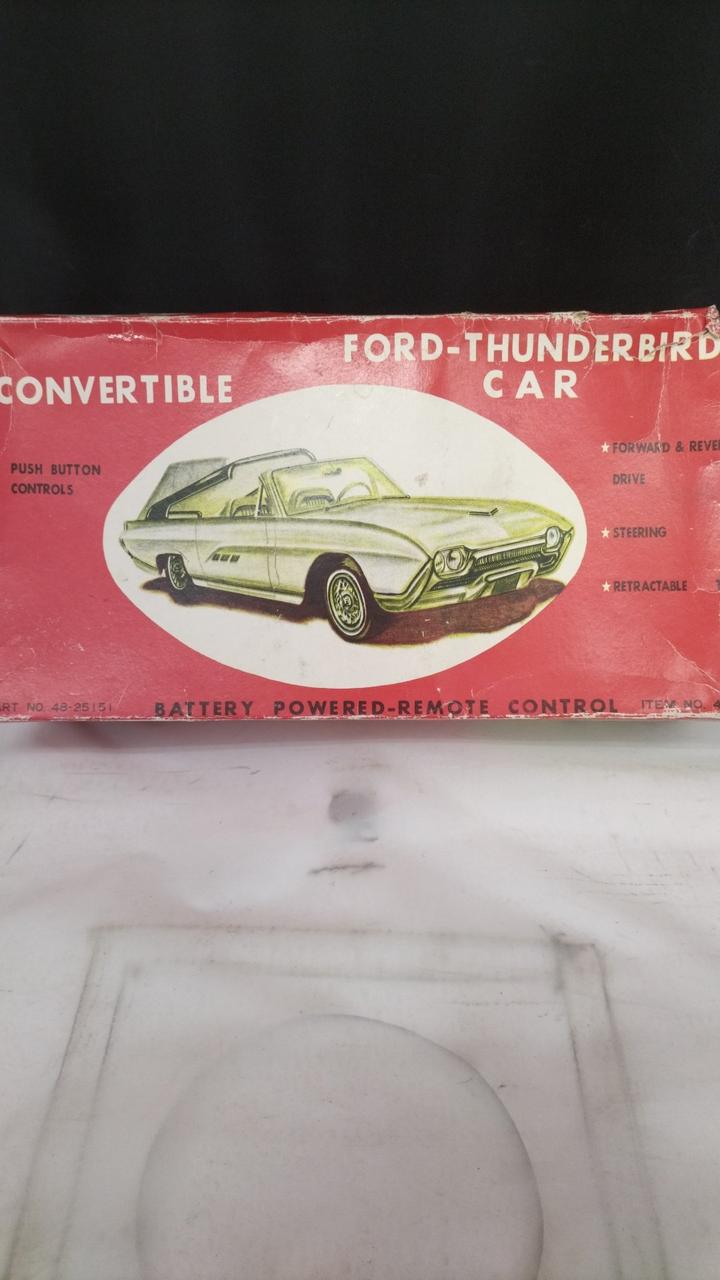 CONVERTIBLE
FORD-THUNDERBIRD
CAR
PUSH BUTTON
CONTROLS
★FORWARD & REVE
DRIVE
★STEERING
★RETRACTABLE
ART NO. 48-25151
BATTERY POWERED-REMOTE CONTROL
ITEM NO. 4